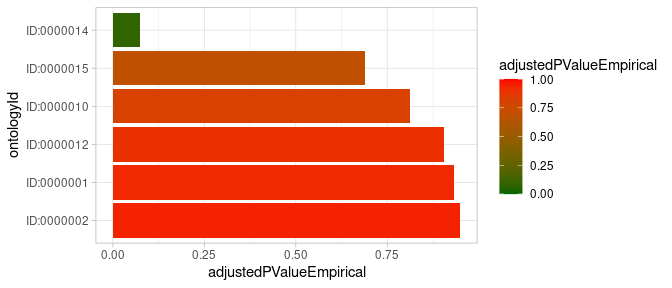 ID:0000014
ID:0000015
ID:0000010
ID:0000012
ID:0000001
ID:0000002
ontologyId
0.00 0.25 0.50 0.75
adjustedPValueEmpirical
adjustedPValueEmpirical
1.00
0.75
0.50
0.25
0.00